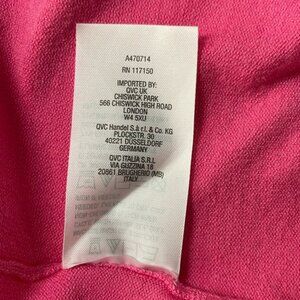 A470714
RN 117150
IMPORTED BY:
QVC UK
CHISWICK PARK
566 CHISWICK HIGH ROAD
LONDON
W4 5XU
QVC Handel S.à r.l. & Co. KG
PLOCKSTR. 30
40221 DÜSSELDORF
GERMANY
QVC ITALIA S.R.L
VIA GUZZINA 18
20861 BRUGHERIO (MB)
ITALY